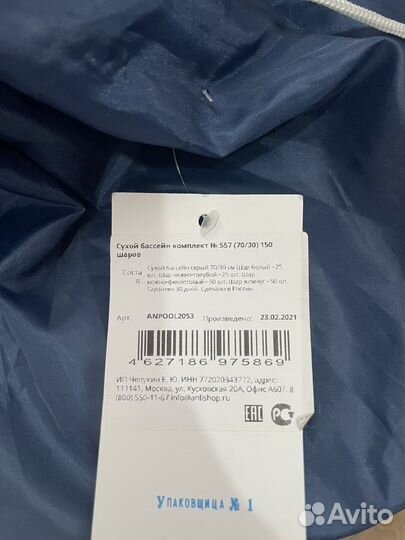 Сухой бассейн комплект № 557 (70/30) 150
шаров
Соста Сухой бассейн серый 70/30 см Шар белый - 25
шт. Шар нежно-голубой - 25 шт. Шар
в: нежно-фиолетовый - 50 шт. Шар жемчуг - 50 шт.
Гарантия 30 дней. Сделано в России.
Арт. ANPOOL2053 Произведено: 23.02.2021
4 627186 975869
ИП Чепухин Е. Ю. ИНН 772020343772, адрес:
111141, Москва, ул. Кусковская 20А, Офис А607. 8
(800) 550-11-67 info@anlishop.ru
EAC РСТ
Упаковщица № 1
Avito